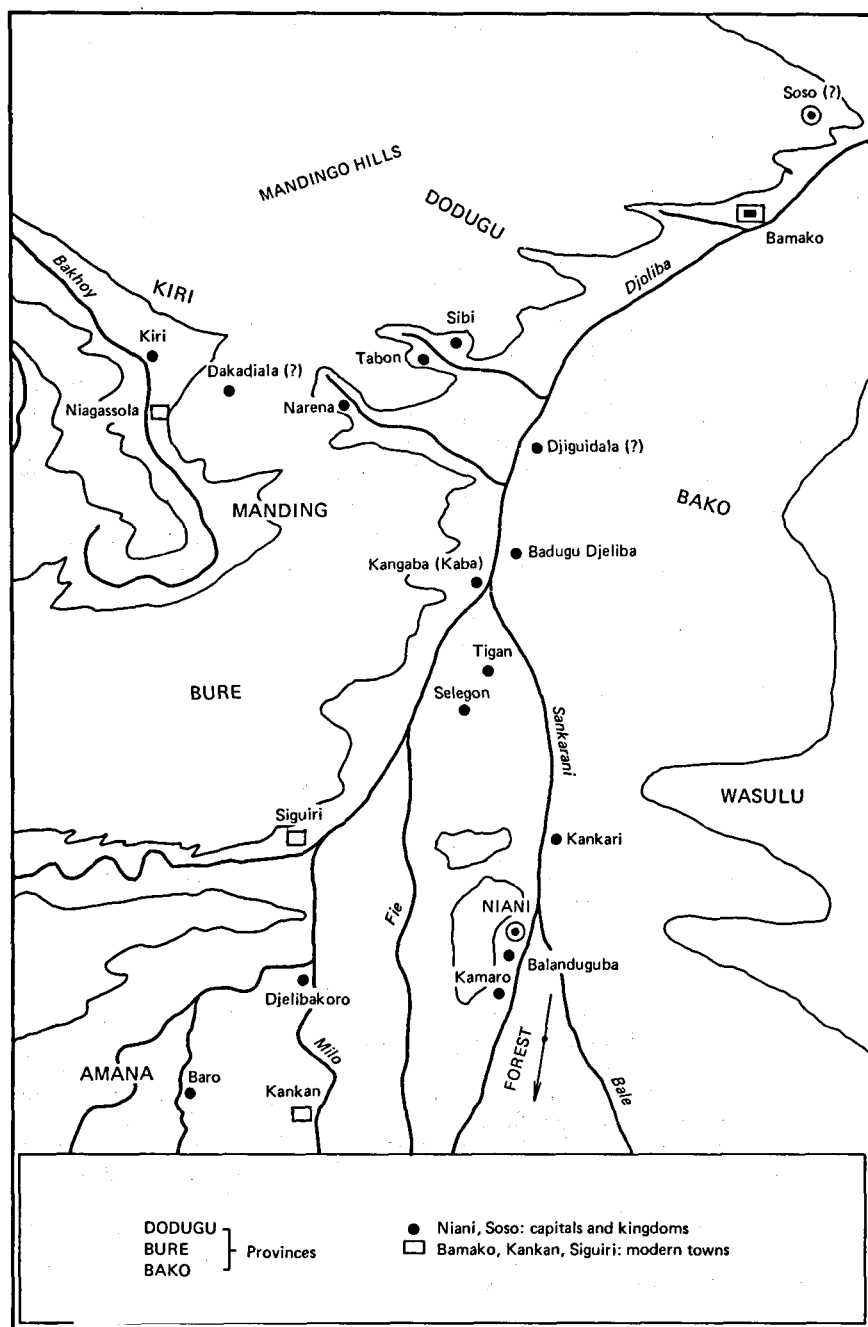 Soso (?)
MANDINGO HILLS
DODUGU
Bamako
Djoliba
Bakhoy
KIRI
Sibi
Kiri
Tabon
Dakadiala (?)
Niagassola
Narena
Djiguidala (?)
BAKO
MANDING
Badugu Djeliba
Kangaba (Kaba)
Tigan
BURE
Selegon
Sankarani
WASULU
Siguiri
Kankari
Fie
NIANI
Balanduguba
Kamaro
Djelibakoro
Milo
FOREST
AMANA
Baro
Kankan
Bale
DODUGU
BURE
BAKO
Provinces
Niani, Soso: capitals and kingdoms
Bamako, Kankan, Siguiri: modern towns